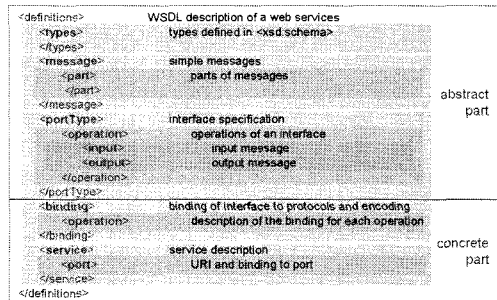 <definitions> WSDL description of a web services
<types> types defined in <xsd:schema>
</types>
<message> simple messages
<part> parts of messages
</part>
</message>
<portType> interface specification
<operation> operations of an interface
<input> input message
<output> output message
</operation>
</portType>
abstract
part
<binding> binding of interface to protocols and encoding
<operation> description of the binding for each operation
</binding>
<service> service description
<port> URI and binding to port
</service>
</definitions>
concrete
part